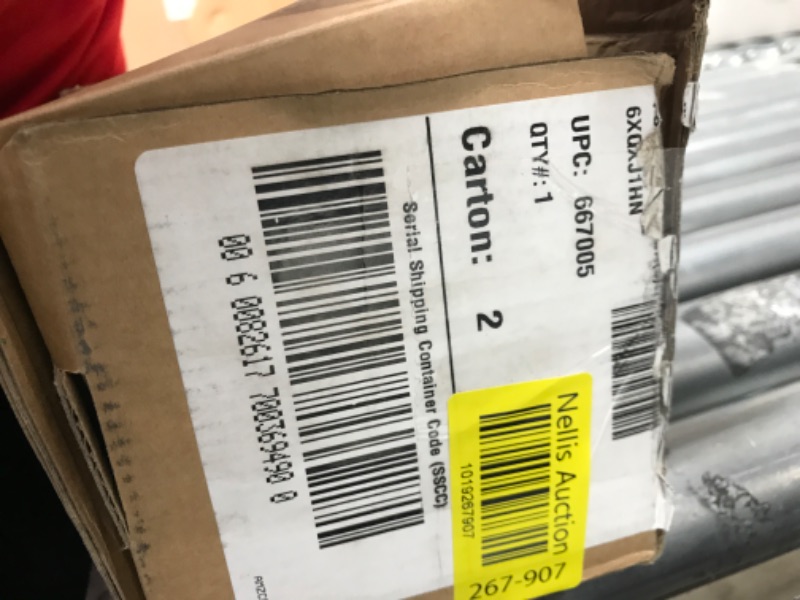 6XQXJ1HN
UPC: 667005
QTY#: 1
Carton: 2
Serial Shipping Container Code (SSCC)
00 6 0082617 700369490 0
Nellis Auction
1019267907
267-907